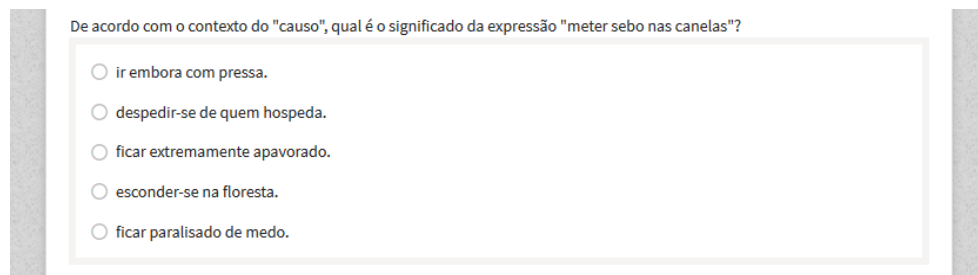 De acordo com o contexto do "causo", qual é o significado da expressão "meter sebo nas canelas"?
ir embora com pressa.
despedir-se de quem hospeda.
ficar extremamente apavorado.
esconder-se na floresta.
ficar paralisado de medo.